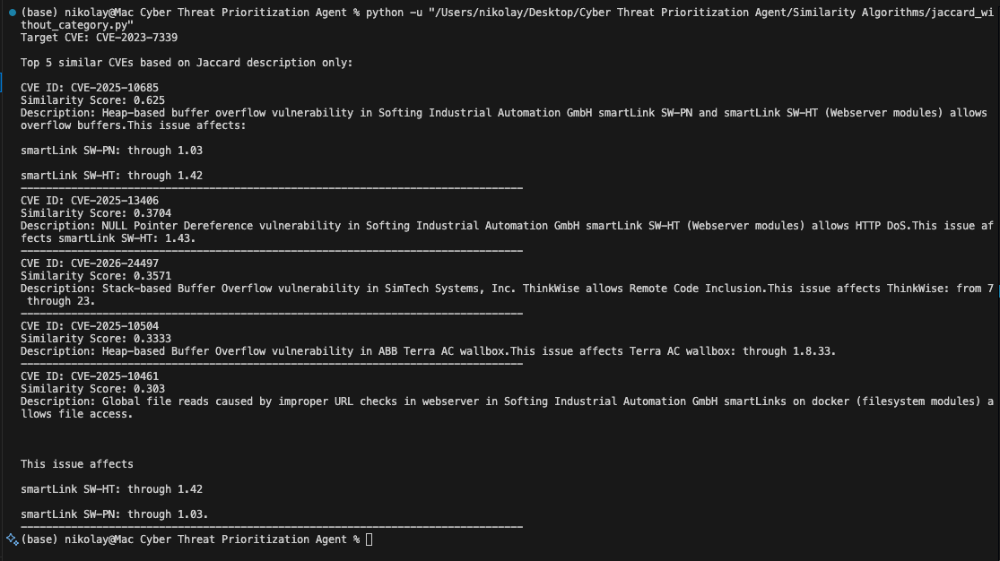 (base) nikolay@Mac Cyber Threat Prioritization Agent % python -u "/Users/nikolay/Desktop/Cyber Threat Prioritization Agent/Similarity Algorithms/jaccard_wi
thout_category.py"
Target CVE: CVE-2023-7339
Top 5 similar CVEs based on Jaccard description only:
CVE ID: CVE-2025-10685
Similarity Score: 0.625
Description: Heap-based buffer overflow vulnerability in Softing Industrial Automation GmbH smartLink SW-PN and smartLink SW-HT (Webserver modules) allows
overflow buffers.This issue affects:
smartLink SW-PN: through 1.03
smartLink SW-HT: through 1.42
--------------------------------------------------------------------------------
CVE ID: CVE-2025-13406
Similarity Score: 0.3704
Description: NULL Pointer Dereference vulnerability in Softing Industrial Automation GmbH smartLink SW-HT (Webserver modules) allows HTTP DoS.This issue af
fects smartLink SW-HT: 1.43.
--------------------------------------------------------------------------------
CVE ID: CVE-2026-24497
Similarity Score: 0.3571
Description: Stack-based Buffer Overflow vulnerability in SimTech Systems, Inc. ThinkWise allows Remote Code Inclusion.This issue affects ThinkWise: from 7
through 23.
--------------------------------------------------------------------------------
CVE ID: CVE-2025-10504
Similarity Score: 0.3333
Description: Heap-based Buffer Overflow vulnerability in ABB Terra AC wallbox.This issue affects Terra AC wallbox: through 1.8.33.
--------------------------------------------------------------------------------
CVE ID: CVE-2025-10461
Similarity Score: 0.303
Description: Global file reads caused by improper URL checks in webserver in Softing Industrial Automation GmbH smartLinks on docker (filesystem modules) a
llows file access.
This issue affects
smartLink SW-HT: through 1.42
smartLink SW-PN: through 1.03.
--------------------------------------------------------------------------------
(base) nikolay@Mac Cyber Threat Prioritization Agent %